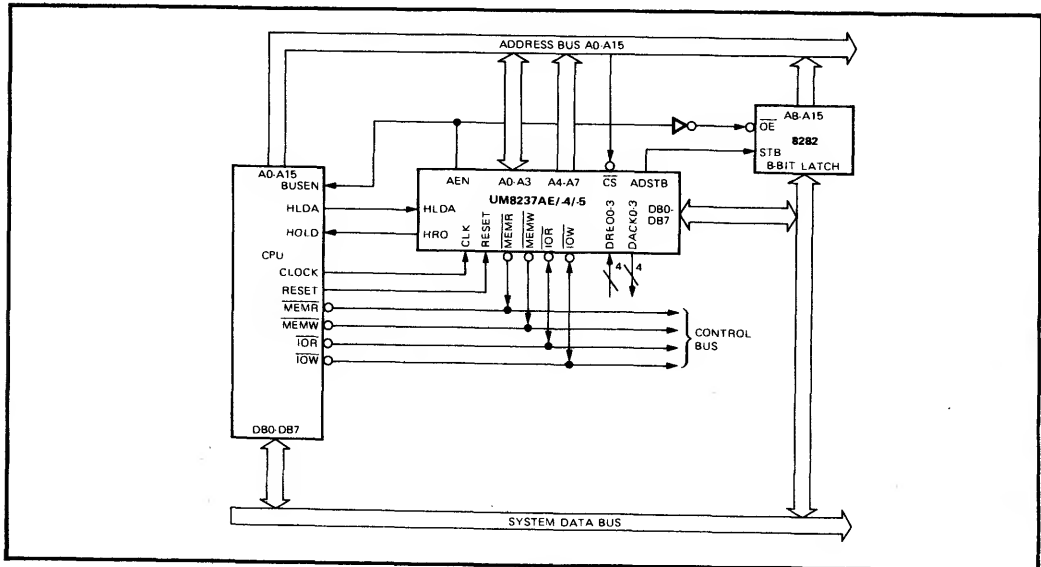 ADDRESS BUS A0-A15
A8-A15
OE
8282
STB
8-BIT LATCH
A0-A15
BUSEN
HLDA
HOLD
CPU
CLOCK
RESET
MEMR
MEMW
IOR
IOW
DB0-DB7
AEN
A0-A3
A4-A7
CS
ADSTB
UM8237AE/-4/-5
HLDA
HRQ
CLK
RESET
MEMR
MEMW
IOR
IOW
DREQ0-3
DACK0-3
DB0-
DB7
4
4
CONTROL
BUS
SYSTEM DATA BUS